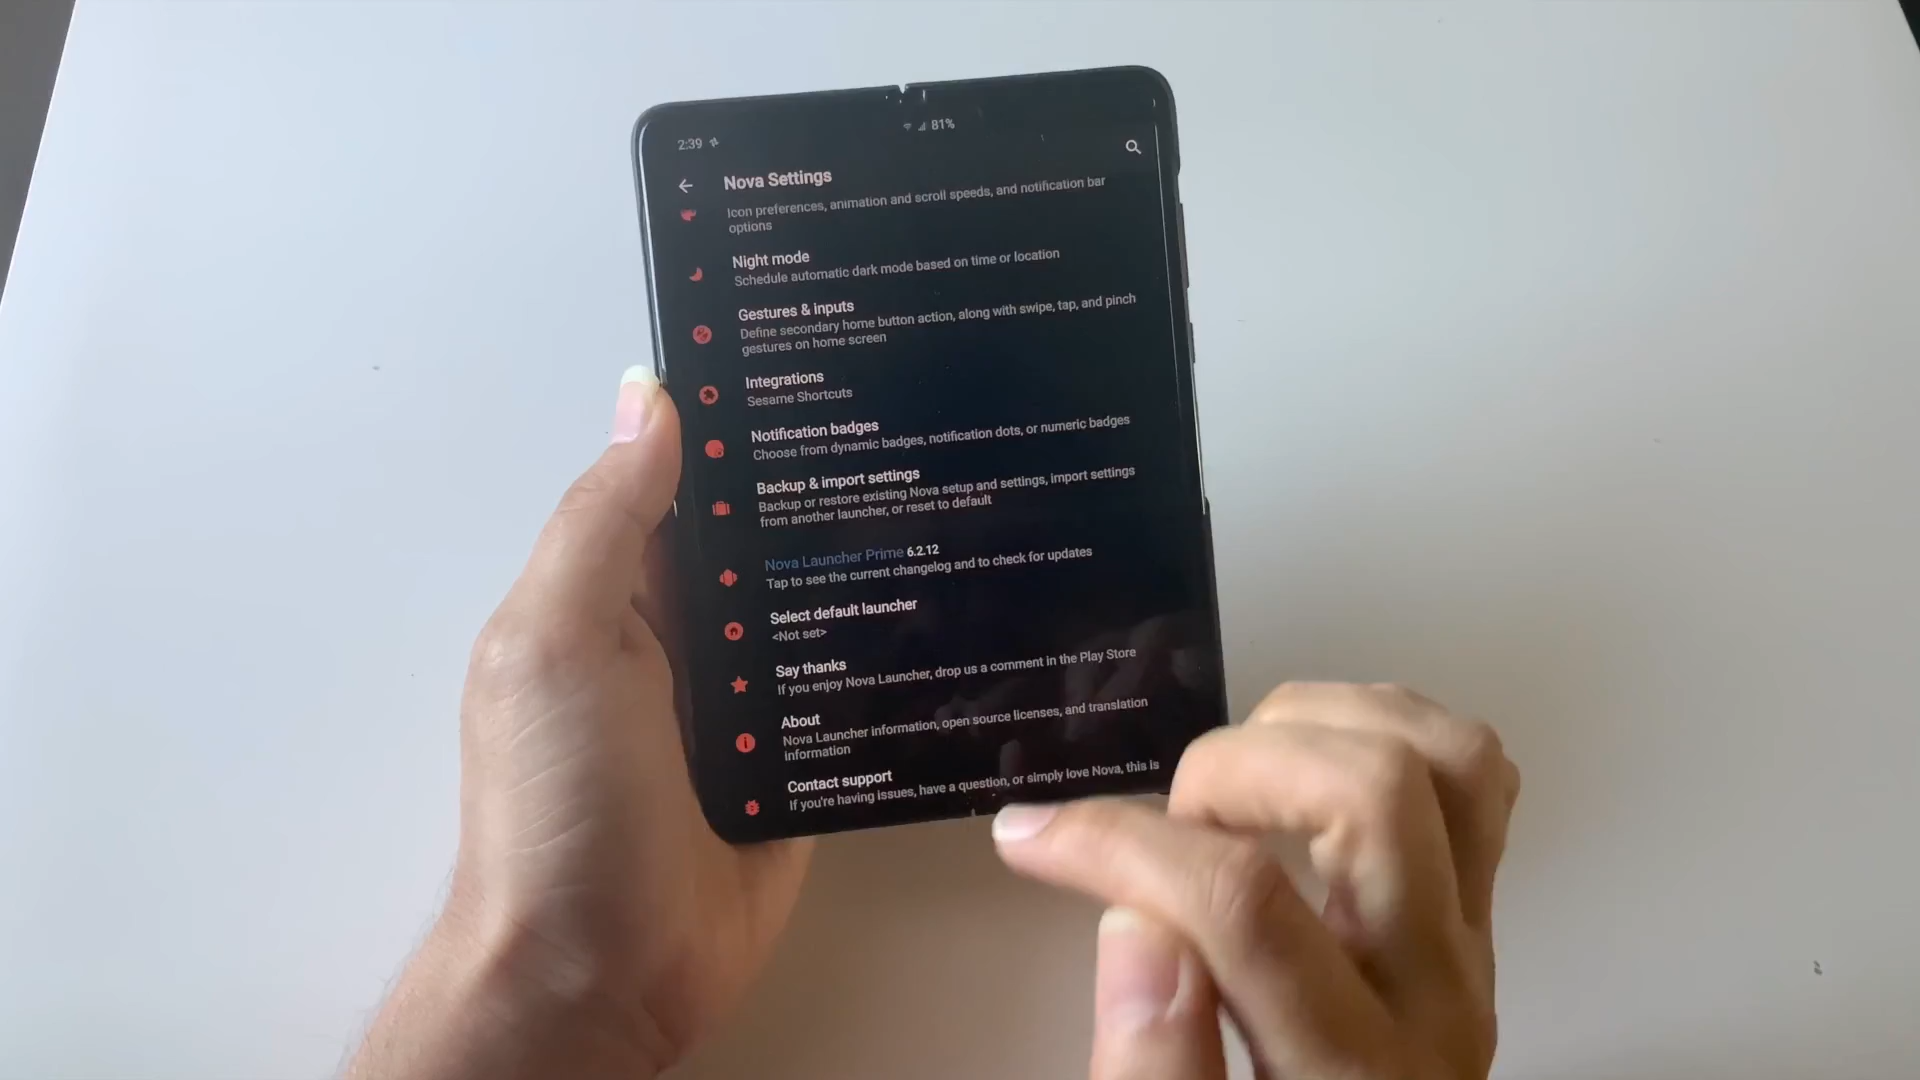 2:39
81%
Nova Settings
Icon preferences, animation and scroll speeds, and notification bar
options
Night mode
Schedule automatic dark mode based on time or location
Gestures & inputs
Define secondary home button action, along with swipe, tap, and pinch
gestures on home screen
Integrations
Sesame Shortcuts
Notification badges
Choose from dynamic badges, notification dots, or numeric badges
Backup & import settings
Backup or restore existing Nova setup and settings, import settings
from another launcher, or reset to default
Nova Launcher Prime 6.2.12
Tap to see the current changelog and to check for updates
Select default launcher
<Not set>
Say thanks
If you enjoy Nova Launcher, drop us a comment in the Play Store
About
Nova Launcher information, open source licenses, and translation
information
Contact support
If you're having issues, have a question, or simply love Nova, this is